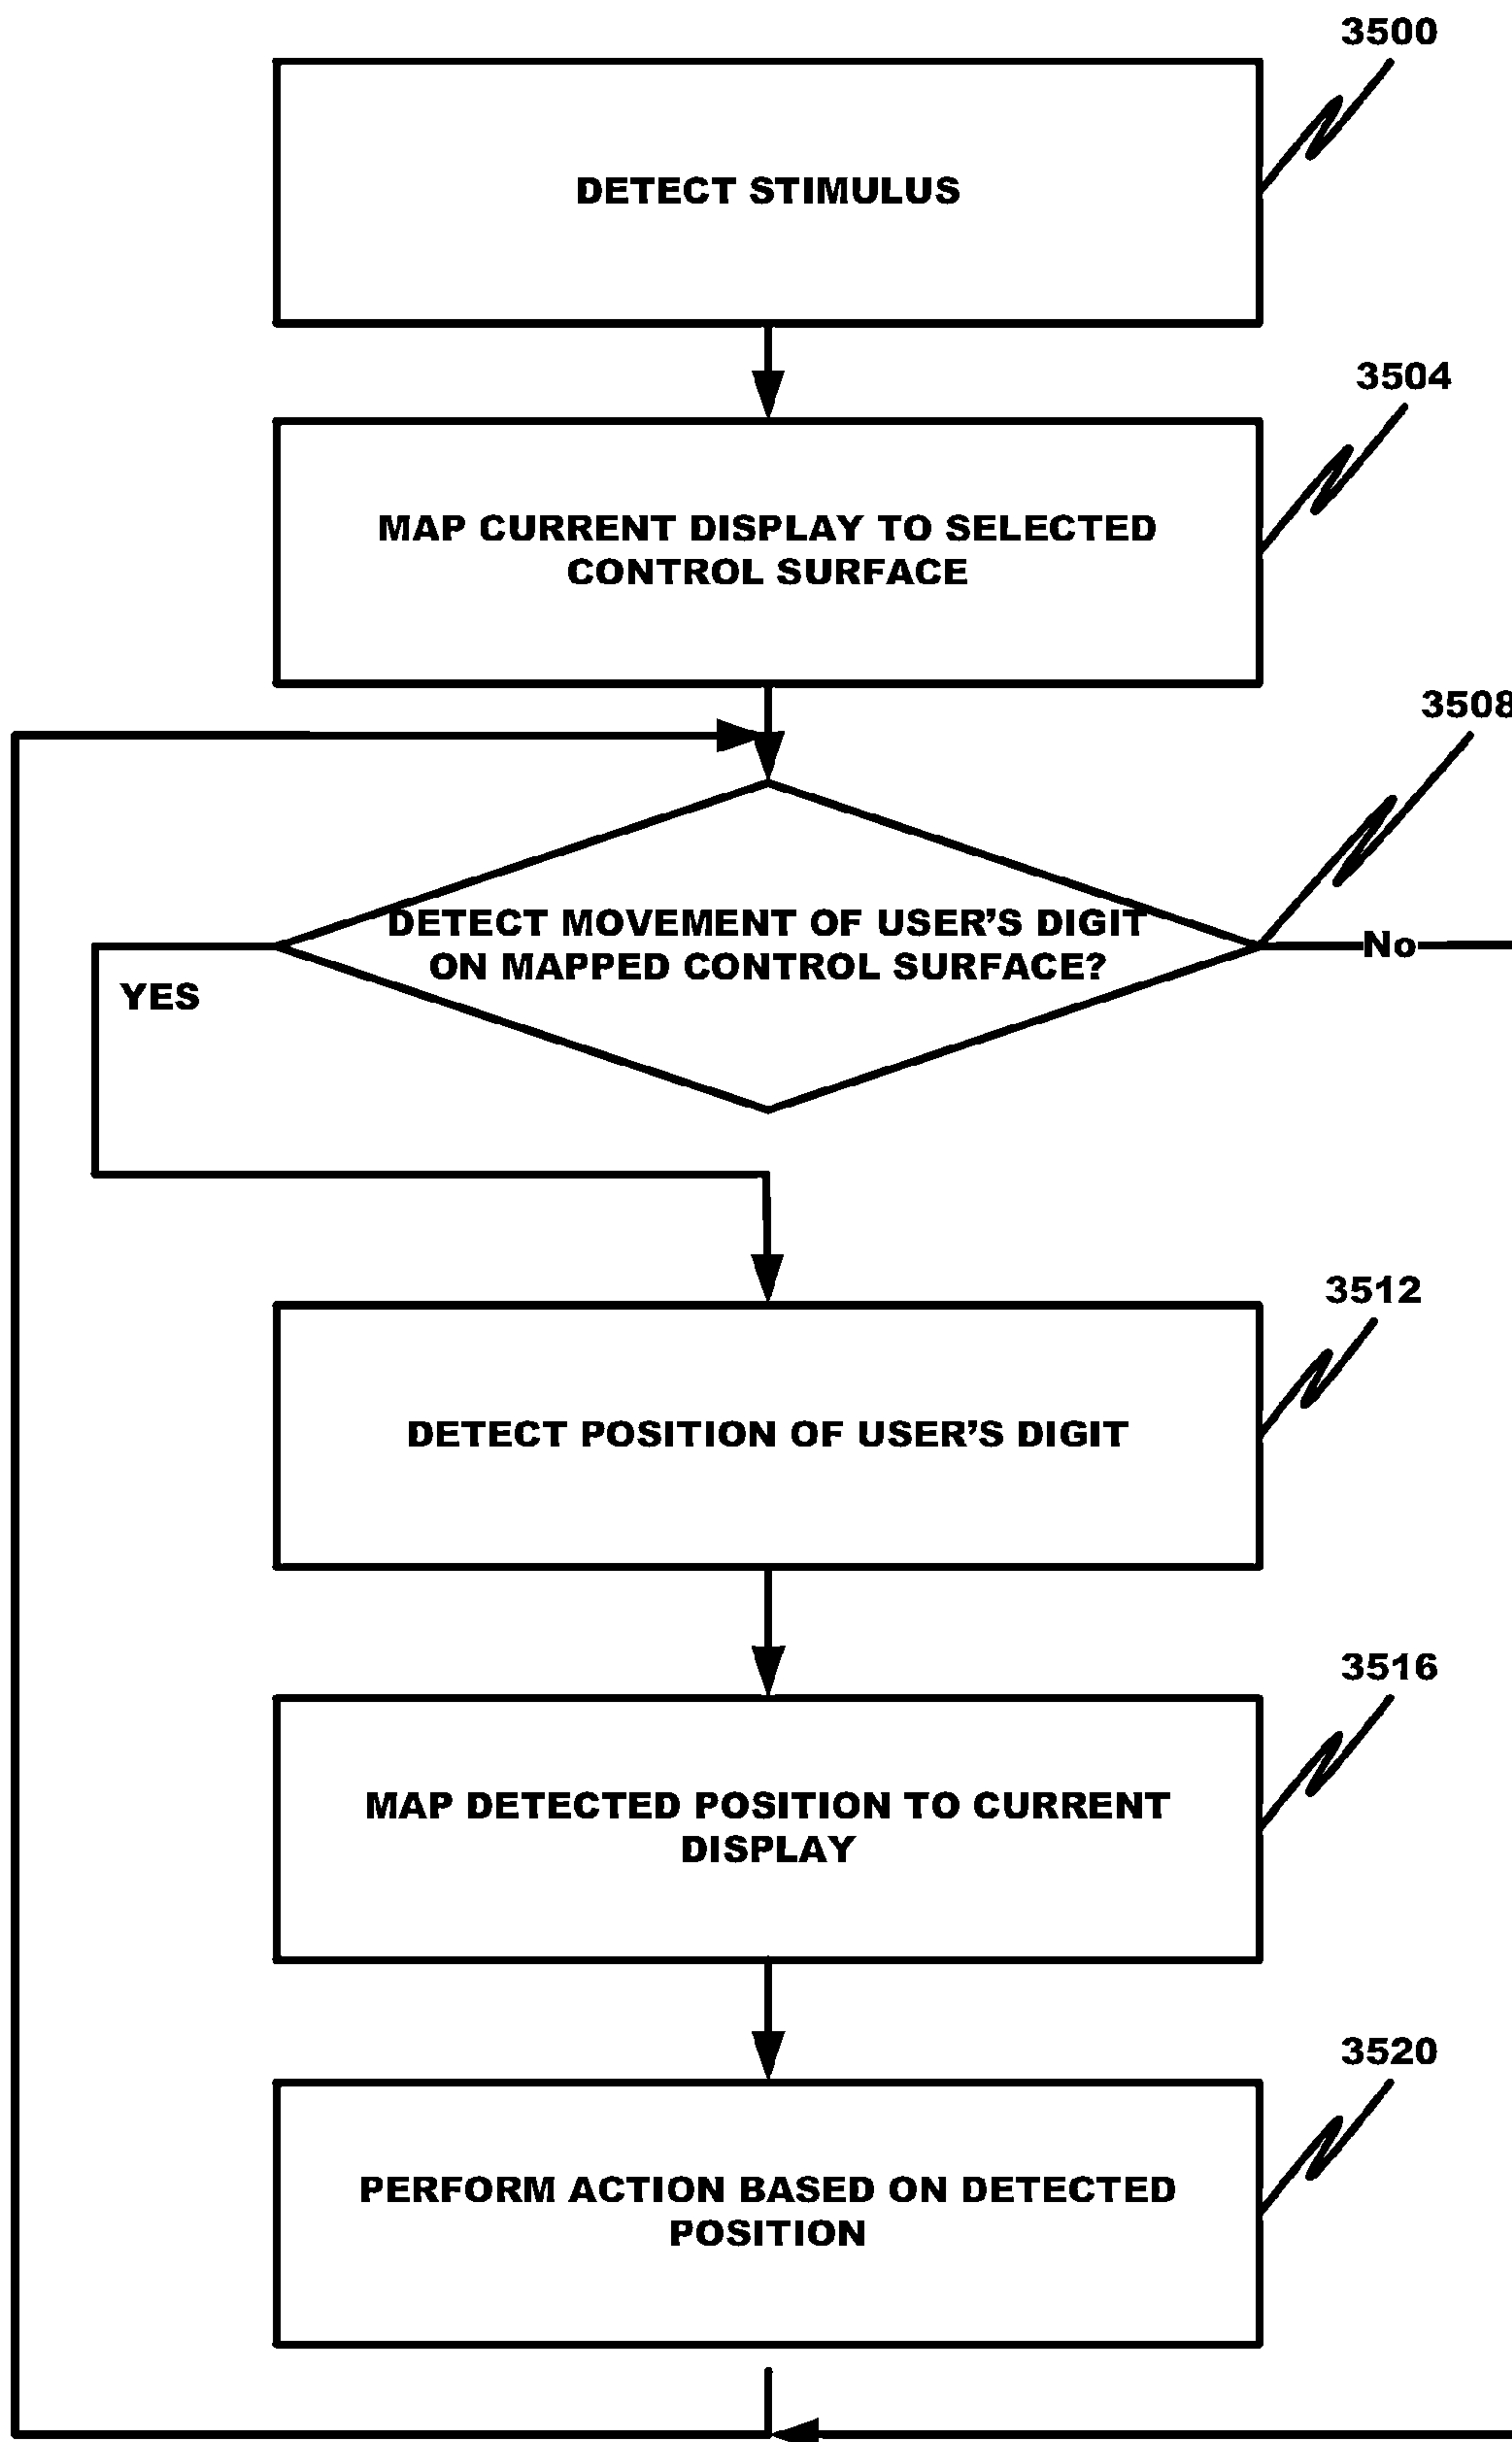 3500
DETECT STIMULUS
3504
MAP CURRENT DISPLAY TO SELECTED
CONTROL SURFACE
3508
DETECT MOVEMENT OF USER’S DIGIT
ON MAPPED CONTROL SURFACE?
No
YES
3512
DETECT POSITION OF USER’S DIGIT
3516
MAP DETECTED POSITION TO CURRENT
DISPLAY
3520
PERFORM ACTION BASED ON DETECTED
POSITION